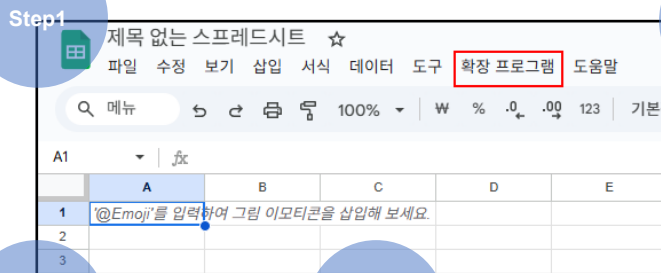 Step1
제목 없는 스프레드시트
파일 수정 보기 삽입 서식 데이터 도구 확장 프로그램 도움말
메뉴 100% ₩ % .0 .00 123 기본
A1 fx
A B C D E
1 '@Emoji'를 입력하여 그림 이모티콘을 삽입해 보세요.
2
3